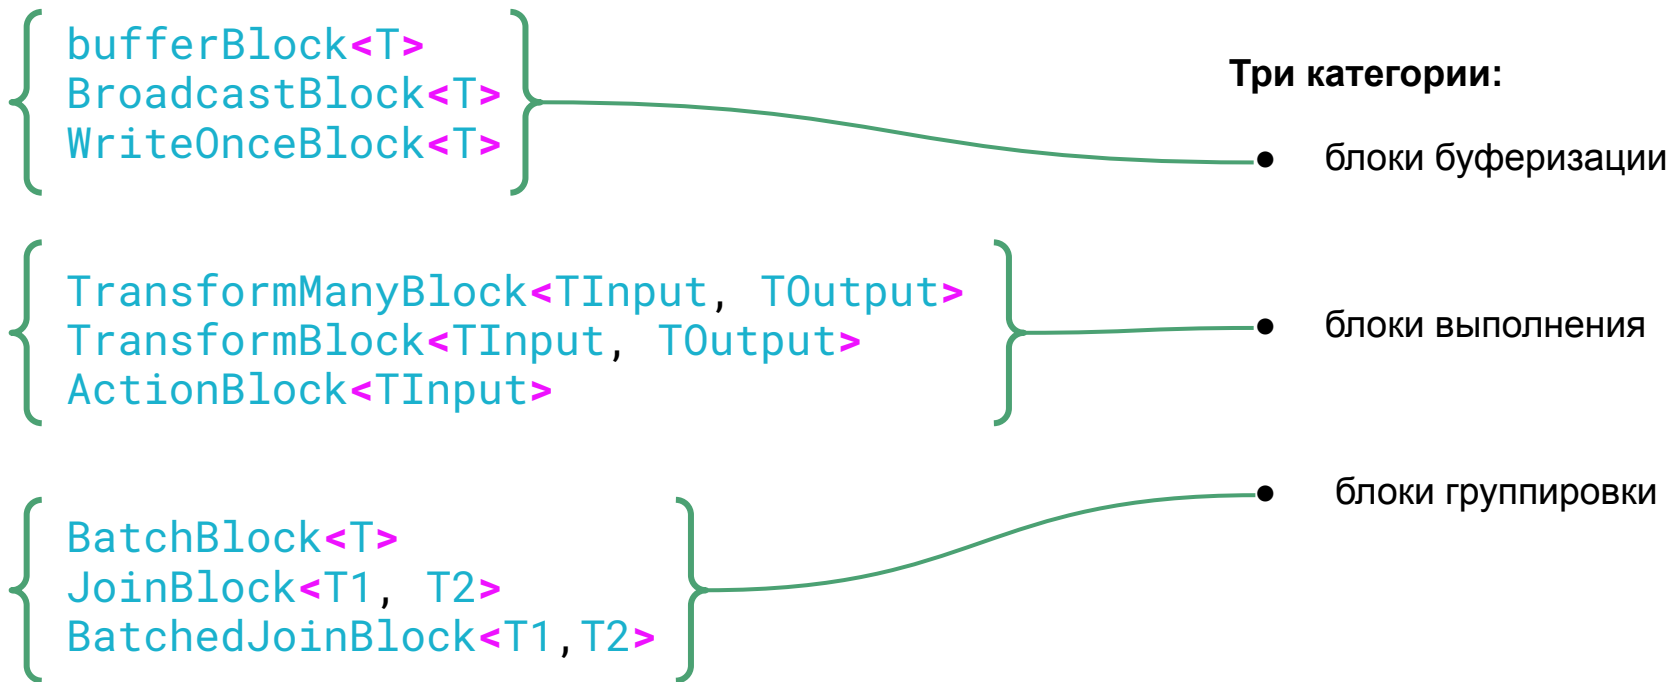 bufferBlock<T>
BroadcastBlock<T>
WriteOnceBlock<T>
Три категории:
● блоки буферизации
TransformManyBlock<TInput, TOutput>
TransformBlock<TInput, TOutput>
ActionBlock<TInput>
● блоки выполнения
BatchBlock<T>
JoinBlock<T1, T2>
BatchedJoinBlock<T1,T2>
● блоки группировки